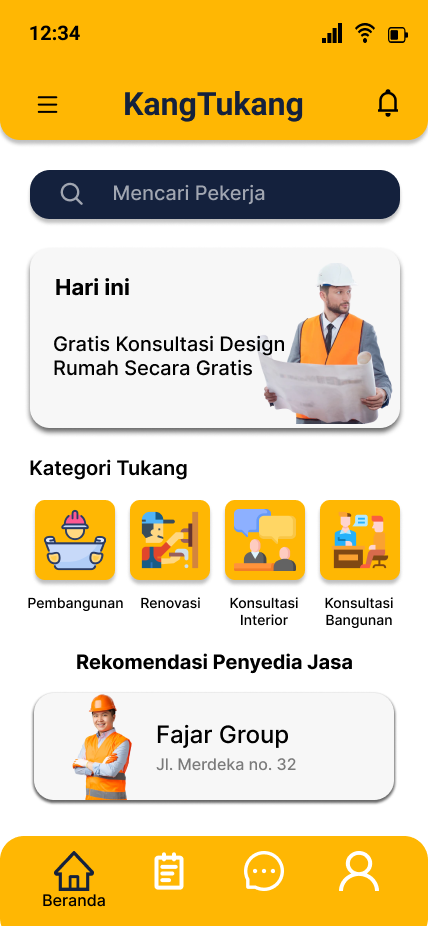 12:34
KangTukang
Mencari Pekerja
Hari ini
Gratis Konsultasi Design
Rumah Secara Gratis
Kategori Tukang
Pembangunan
Renovasi
Konsultasi
Interior
Konsultasi
Bangunan
Rekomendasi Penyedia Jasa
Fajar Group
Jl. Merdeka no. 32
Beranda